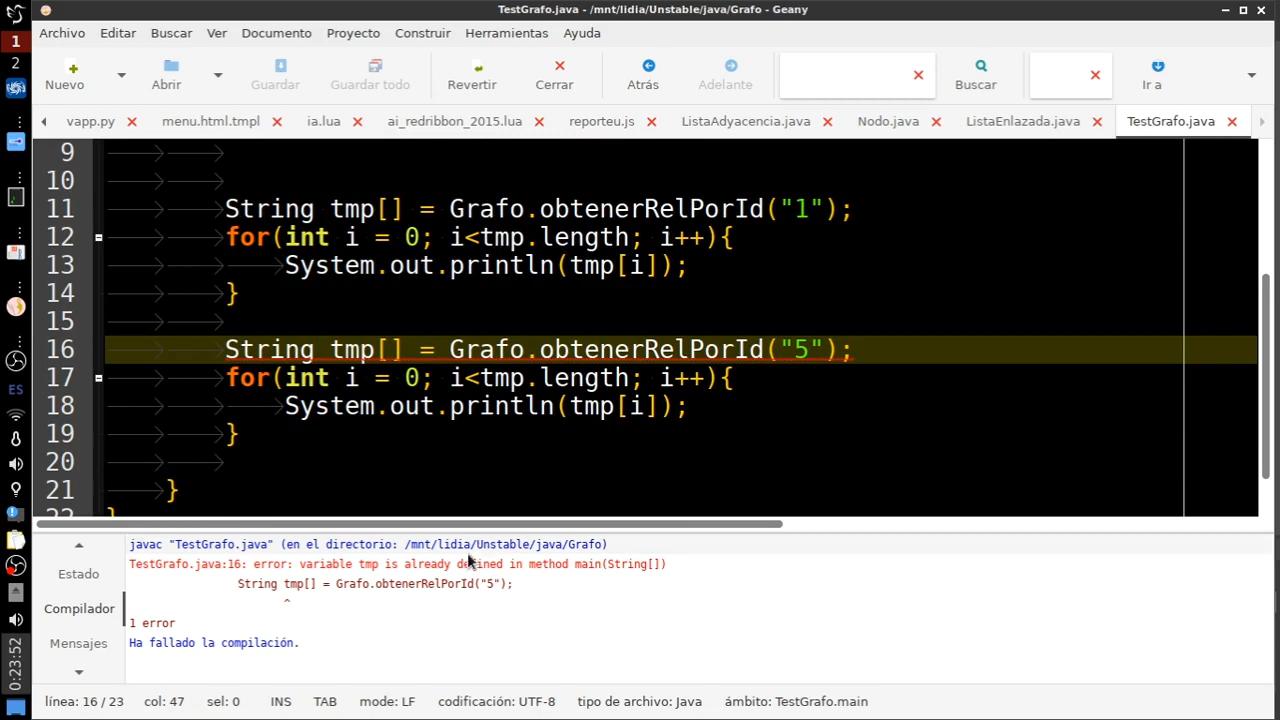 TestGrafo.java - /mnt/lidia/Unstable/java/Grafo - Geany
1
2
ES
0:23:52
Archivo Editar Buscar Ver Documento Proyecto Construir Herramientas Ayuda
Nuevo Abrir Guardar Guardar todo Revertir Cerrar Atrás Adelante Buscar Ir a
vapp.py menu.html.tmpl ia.lua ai_redribbon_2015.lua reporteu.js ListaAdyacencia.java Nodo.java ListaEnlazada.java TestGrafo.java
9
10
11 String tmp[] = Grafo.obtenerRelPorId("1");
12 for(int i = 0; i<tmp.length; i++){
13 System.out.println(tmp[i]);
14 }
15
16 String tmp[] = Grafo.obtenerRelPorId("5");
17 for(int i = 0; i<tmp.length; i++){
18 System.out.println(tmp[i]);
19 }
20
21 }
22 }
Estado
Compilador
Mensajes
javac "TestGrafo.java" (en el directorio: /mnt/lidia/Unstable/java/Grafo)
TestGrafo.java:16: error: variable tmp is already defined in method main(String[])
String tmp[] = Grafo.obtenerRelPorId("5");
^
1 error
Ha fallado la compilación.
línea: 16 / 23 col: 47 sel: 0 INS TAB mode: LF codificación: UTF-8 tipo de archivo: Java ámbito: TestGrafo.main